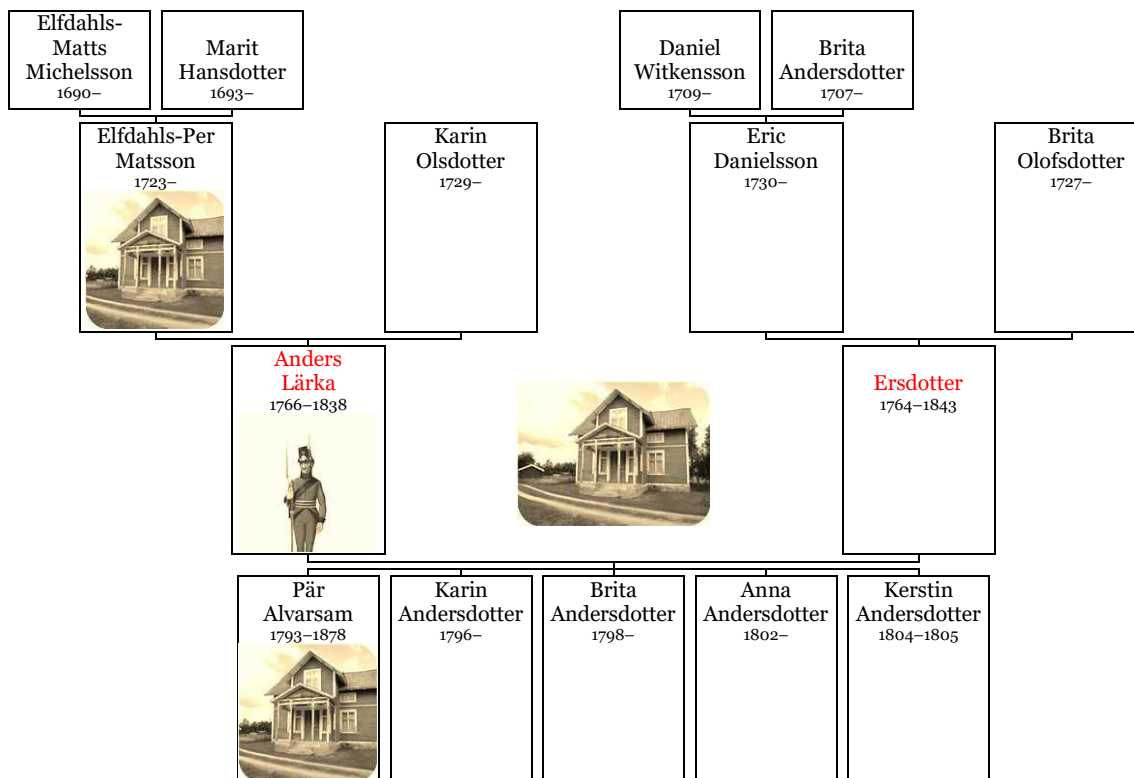 Elfdahls-
Matts
Michelsson
1690–
Marit
Hansdotter
1693–
Daniel
Witkensson
1709–
Brita
Andersdotter
1707–
Elfdahls-Per
Matsson
1723–
Karin
Olsdotter
1729–
Eric
Danielsson
1730–
Brita
Olofsdotter
1727–
Anders
Lärka
1766–1838
Ersdotter
1764–1843
Pär
Alvarsam
1793–1878
Karin
Andersdotter
1796–
Brita
Andersdotter
1798–
Anna
Andersdotter
1802–
Kerstin
Andersdotter
1804–1805